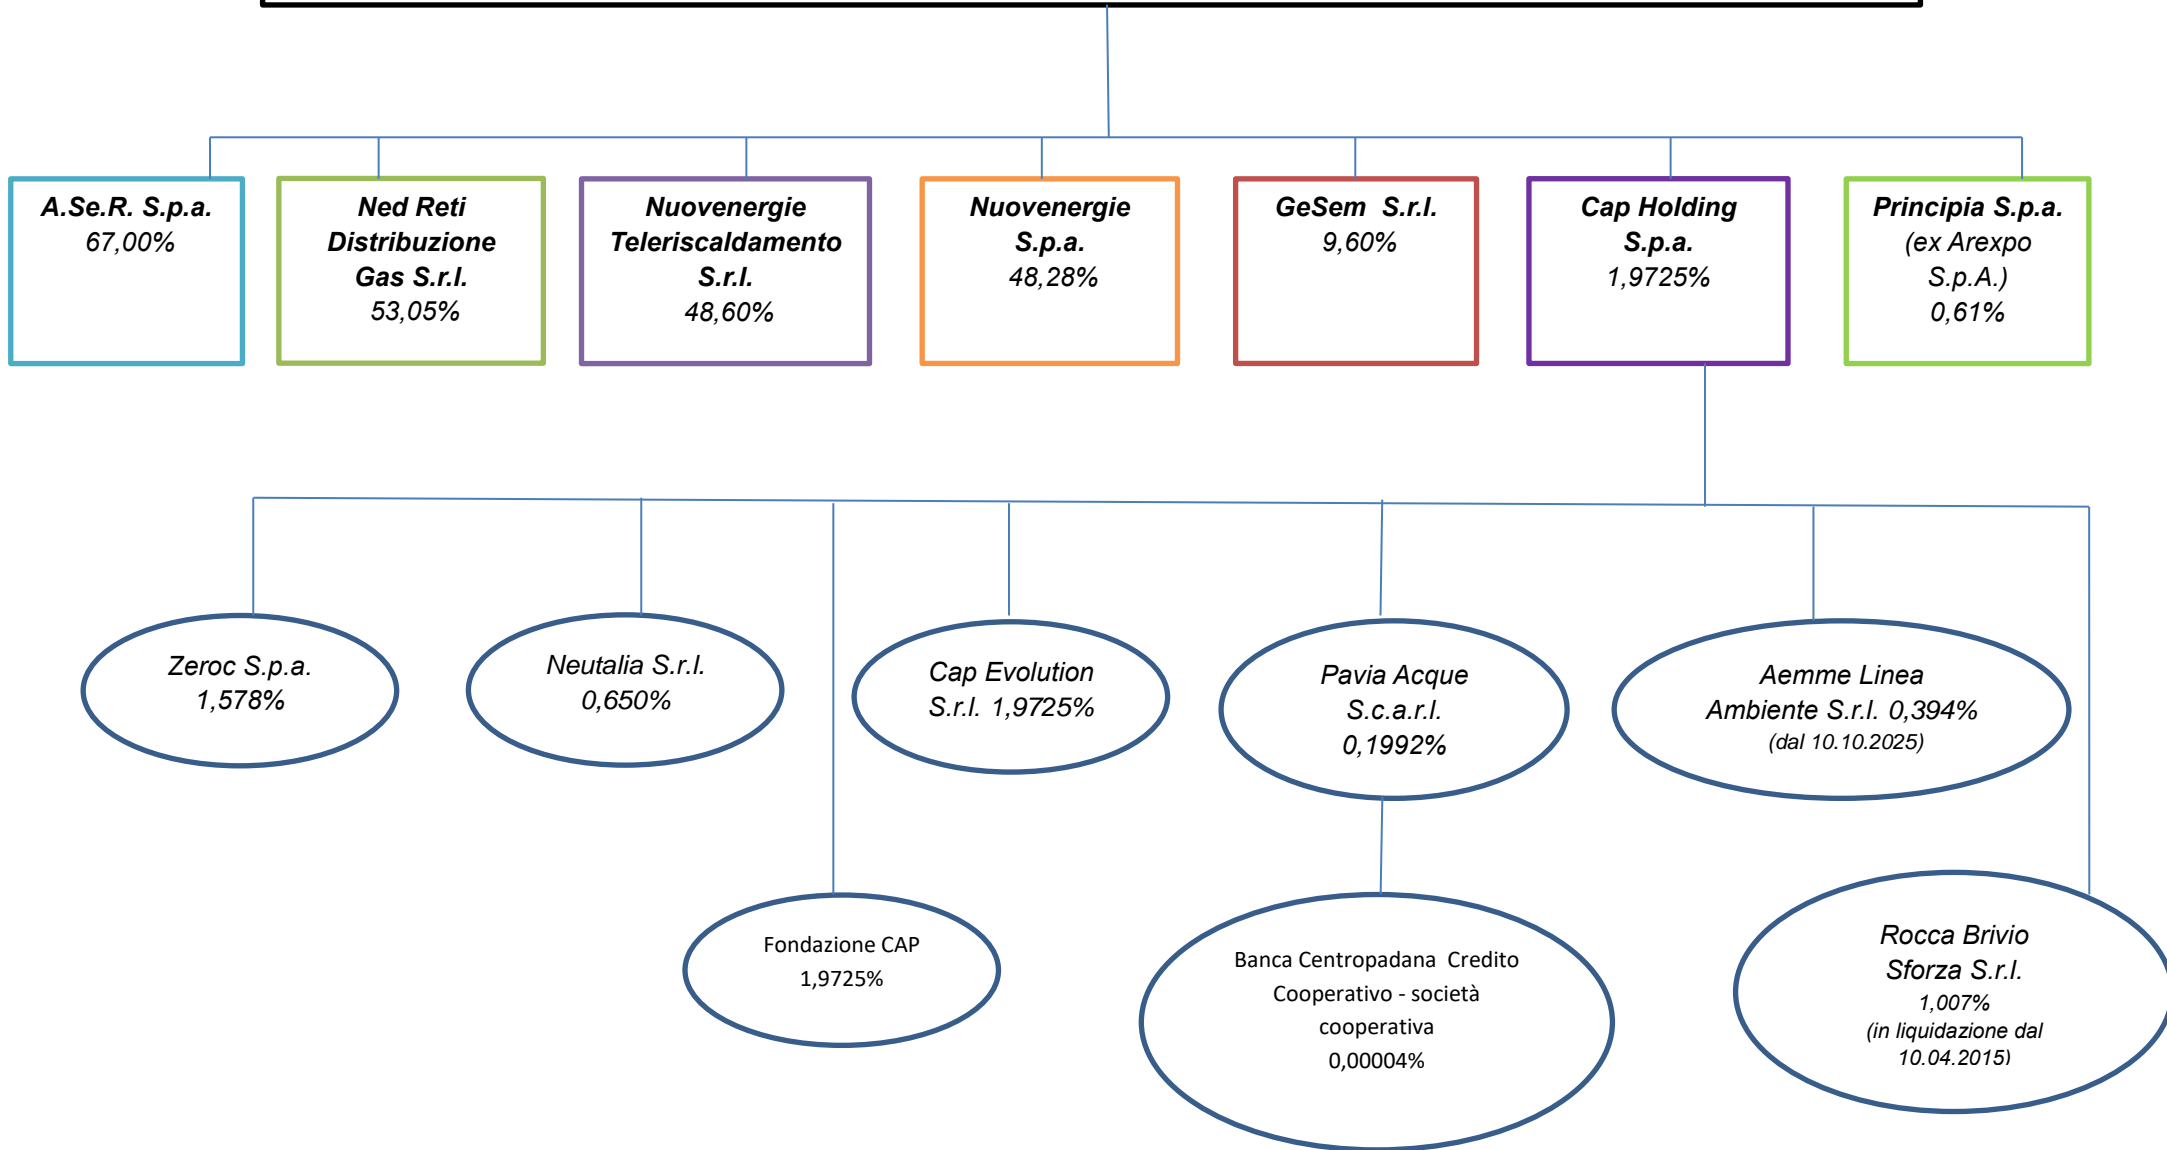 A.Se.R. S.p.a.
67,00%
Ned Reti
Distribuzione
Gas S.r.l.
53,05%
Nuovenergie
Teleriscaldamento
S.r.l.
48,60%
Nuovenergie
S.p.a.
48,28%
GeSem  S.r.l.
9,60%
Cap Holding
S.p.a.
1,9725%
Principia S.p.a.
(ex Arexpo
S.p.A.)
0,61%
Zeroc S.p.a.
1,578%
Neutalia S.r.l.
0,650%
Cap Evolution
S.r.l. 1,9725%
Pavia Acque
S.c.a.r.l.
0,1992%
Aemme Linea
Ambiente S.r.l. 0,394%
(dal 10.10.2025)
Fondazione CAP
1,9725%
Banca Centropadana  Credito
Cooperativo - società
cooperativa
0,00004%
Rocca Brivio
Sforza S.r.l.
1,007%
(in liquidazione dal
10.04.2015)